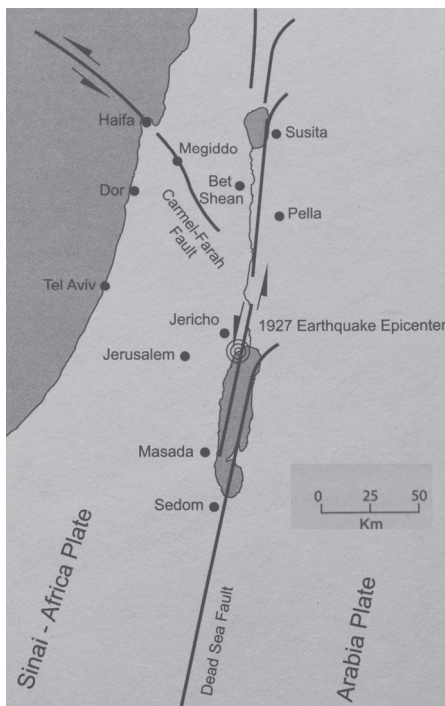 Haifa
Susita
Megiddo
Bet
Shean
Dor
Pella
Carmel-Farah
Fault
Tel Aviv
Jericho
1927 Earthquake Epicenter
Jerusalem
Masada
Sedom
0 25 50
Km
Sinai - Africa Plate
Dead Sea Fault
Arabia Plate